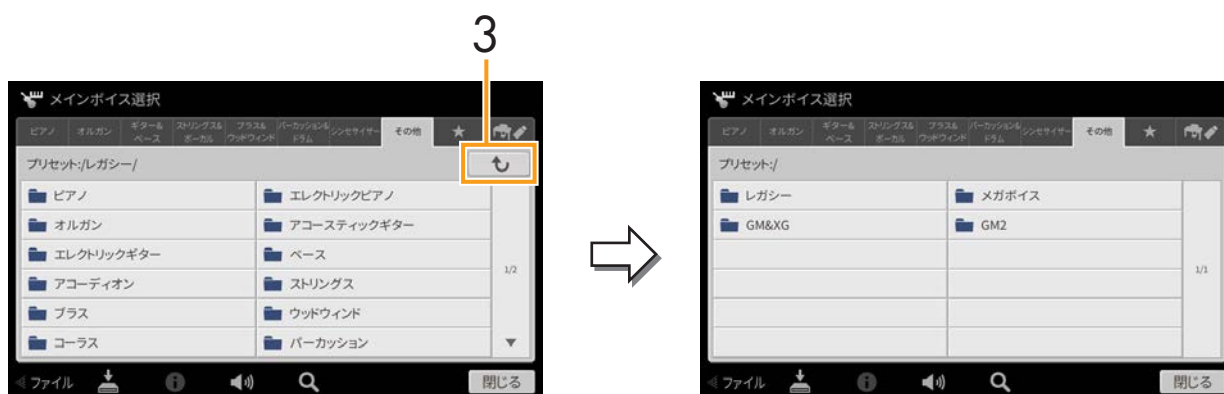 3
メインボイス選択
ピアノ オルガン ギター& ベース ストリングス& ボーカル ブラス& ウッドウィンド パーカッション& ドラム シンセサイザー その他 ★
プリセット:/レガシー/
ピアノ エレクトリックピアノ
オルガン アコースティックギター
エレクトリックギター ベース
アコーディオン ストリングス
ブラス ウッドウィンド
コーラス パーカッション
1/2
ファイル 閉じる
メインボイス選択
ピアノ オルガン ギター& ベース ストリングス& ボーカル ブラス& ウッドウィンド パーカッション& ドラム シンセサイザー その他 ★
プリセット:/
レガシー メガボイス
GM&XG GM2
1/1
ファイル 閉じる